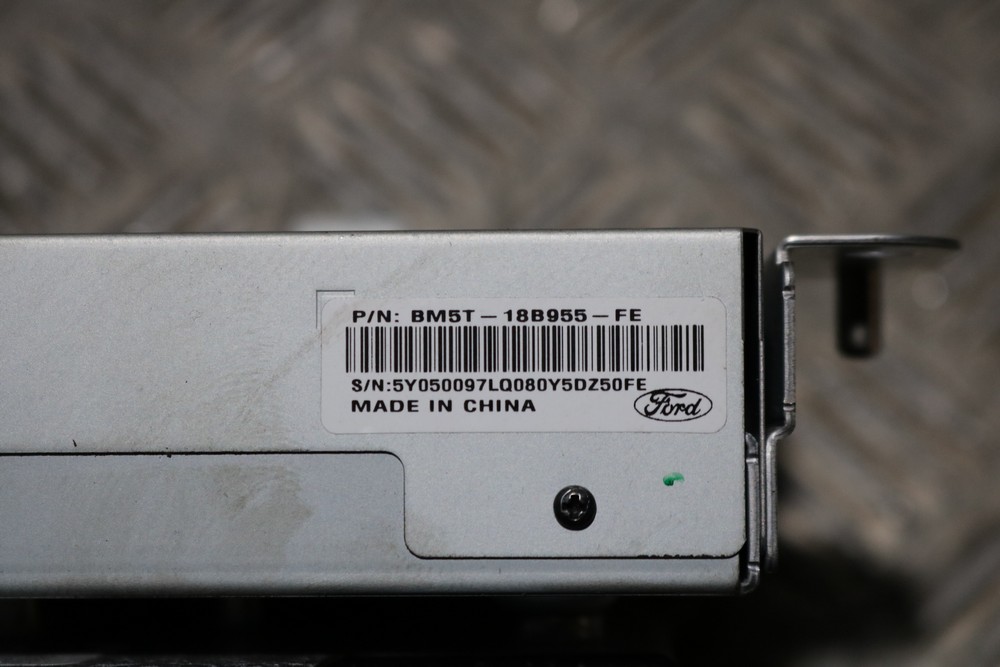 P/N: BM5T-18B955-FE
S/N:5Y050097LQ080Y5DZ50FE
MADE IN CHINA
Ford